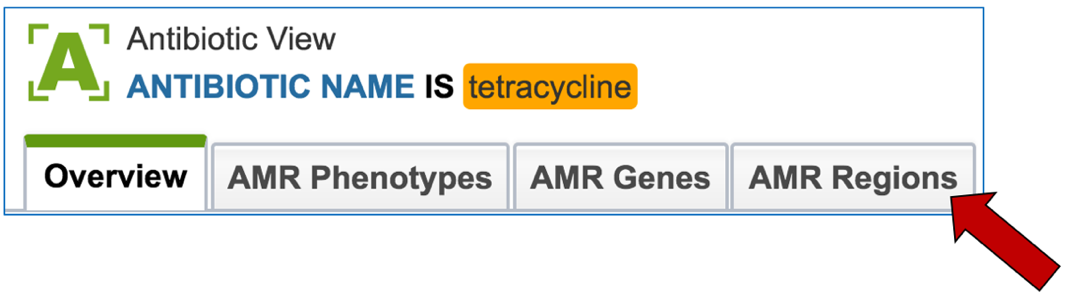 A
Antibiotic View
ANTIBIOTIC NAME IS tetracycline
Overview AMR Phenotypes AMR Genes AMR Regions